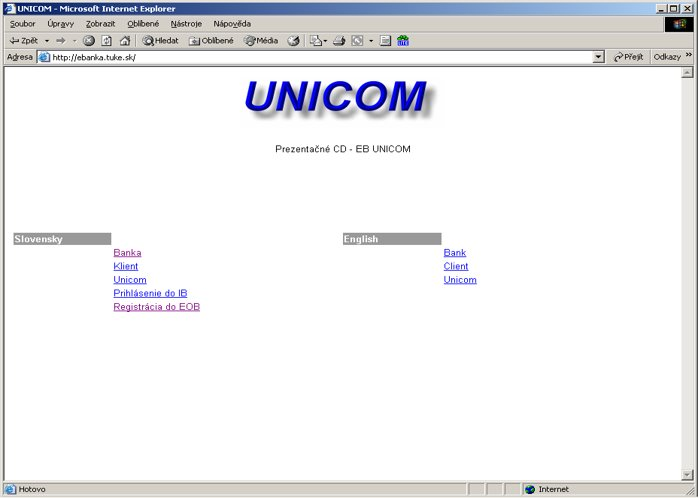 UNICOM - Microsoft Internet Explorer
Soubor Úpravy Zobrazit Oblíbené Nástroje Nápověda
Zpět Hledat Oblíbené Média
Adresa http://ebanka.tuke.sk/ Přejít Odkazy »
UNICOM
Prezentačné CD - EB UNICOM
Slovensky English
Banka Bank
Klient Client
Unicom Unicom
Prihlásenie do IB
Registrácia do EOB
Hotovo Internet